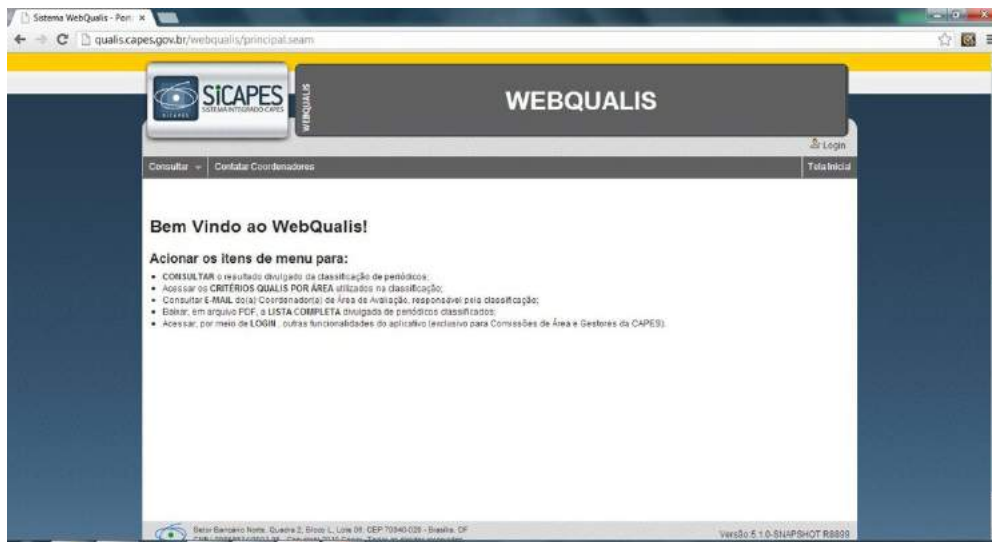 Sistema WebQualis - Port
qualis.capes.gov.br/webqualis/principal.seam
SiCAPES
SISTEMA INTEGRADO CAPES
SICAPES
WEBQUALIS
WEBQUALIS
Login
Consultar
Contatar Coordenadores
Tela Inicial
Bem Vindo ao WebQualis!
Acionar os itens de menu para:
• CONSULTAR o resultado divulgado da classificação de periódicos;
• Acessar os CRITÉRIOS QUALIS POR ÁREA utilizados na classificação;
• Consultar E-MAIL do(a) Coordenador(a) de Área de Avaliação, responsável pela classificação;
• Baixar, em arquivo PDF, a LISTA COMPLETA divulgada de periódicos classificados;
• Acessar, por meio de LOGIN , outras funcionalidades do aplicativo (exclusivo para Comissões de Área e Gestores da CAPES).
Setor Bancário Norte, Quadra 2, Bloco L, Lote 06, CEP 70040-020 - Brasília, DF
Versão 5.1.0-SNAPSHOT R8899